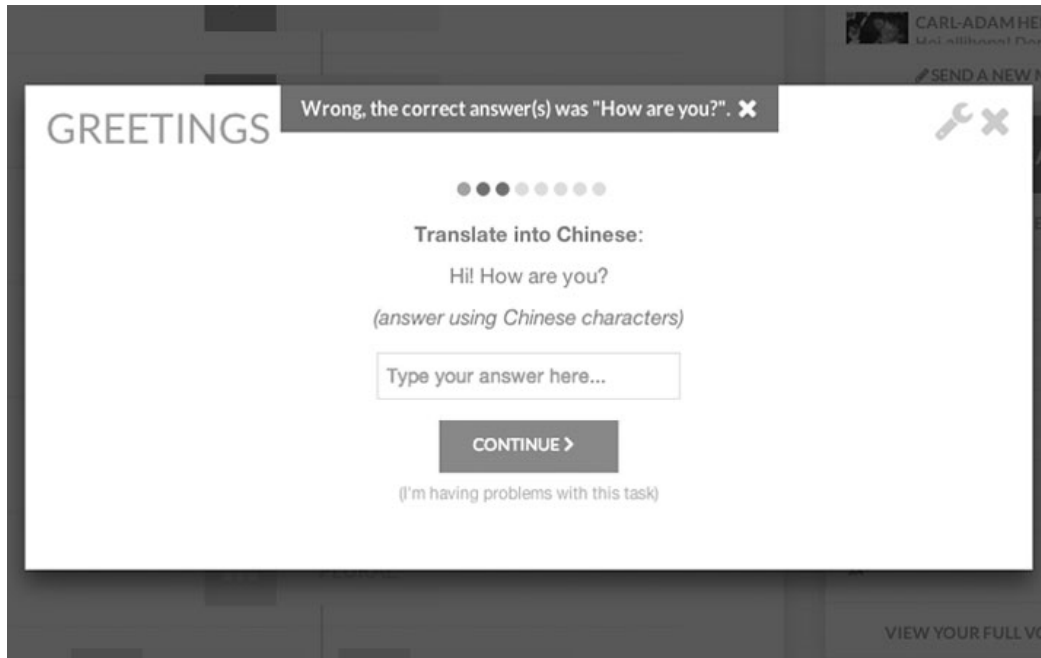 CARL-ADAM HE
SEND A NEW
Wrong, the correct answer(s) was "How are you?".
GREETINGS
Translate into Chinese:
Hi! How are you?
(answer using Chinese characters)
Type your answer here...
CONTINUE
(I'm having problems with this task)
VIEW YOUR FULL VO